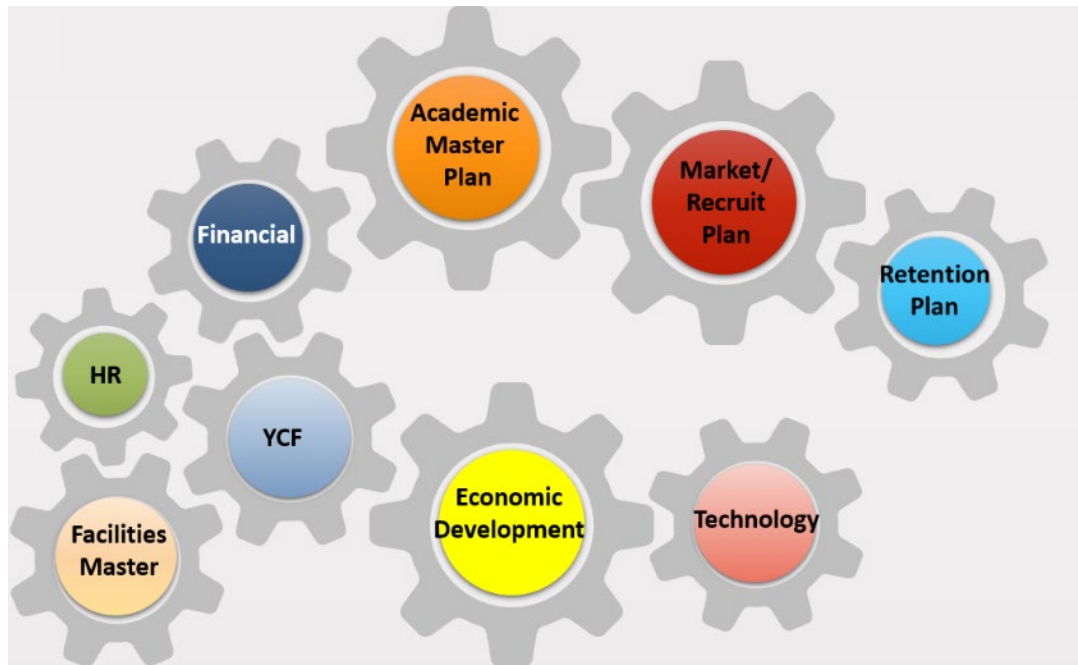 Academic
Master
Plan
Market/
Recruit
Plan
Financial
Retention
Plan
HR
YCF
Economic
Development
Technology
Facilities
Master